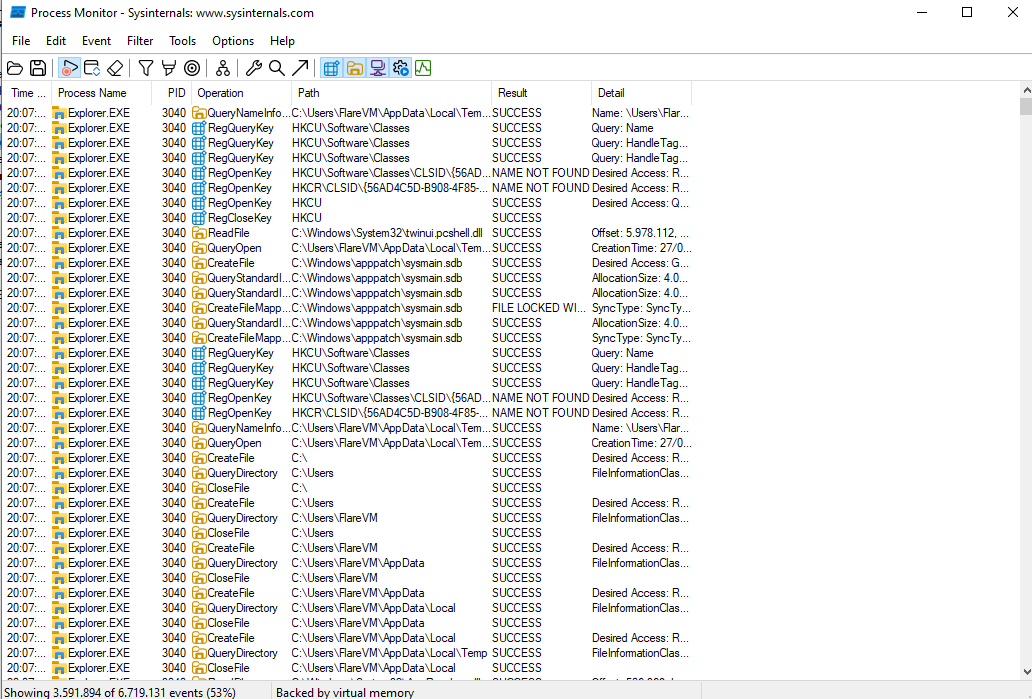 Process Monitor - Sysinternals: www.sysinternals.com
File Edit Event Filter Tools Options Help
Time ... Process Name PID Operation Path Result Detail
20:07:... Explorer.EXE 3040 QueryNameInfo... C:\Users\FlareVM\AppData\Local\Tem... SUCCESS Name: \Users\Flar...
20:07:... Explorer.EXE 3040 RegQueryKey HKCU\Software\Classes SUCCESS Query: Name
20:07:... Explorer.EXE 3040 RegQueryKey HKCU\Software\Classes SUCCESS Query: HandleTag...
20:07:... Explorer.EXE 3040 RegQueryKey HKCU\Software\Classes SUCCESS Query: HandleTag...
20:07:... Explorer.EXE 3040 RegOpenKey HKCU\Software\Classes\CLSID\{56AD... NAME NOT FOUND Desired Access: R...
20:07:... Explorer.EXE 3040 RegOpenKey HKCR\CLSID\{56AD4C5D-B908-4F85-... NAME NOT FOUND Desired Access: R...
20:07:... Explorer.EXE 3040 RegOpenKey HKCU SUCCESS Desired Access: Q...
20:07:... Explorer.EXE 3040 RegCloseKey HKCU SUCCESS
20:07:... Explorer.EXE 3040 ReadFile C:\Windows\System32\twinui.pcshell.dll SUCCESS Offset: 5.978.112, ...
20:07:... Explorer.EXE 3040 QueryOpen C:\Users\FlareVM\AppData\Local\Tem... SUCCESS CreationTime: 27/0...
20:07:... Explorer.EXE 3040 CreateFile C:\Windows\apppatch\sysmain.sdb SUCCESS Desired Access: G...
20:07:... Explorer.EXE 3040 QueryStandardI... C:\Windows\apppatch\sysmain.sdb SUCCESS AllocationSize: 4.0...
20:07:... Explorer.EXE 3040 QueryStandardI... C:\Windows\apppatch\sysmain.sdb SUCCESS AllocationSize: 4.0...
20:07:... Explorer.EXE 3040 CreateFileMapp... C:\Windows\apppatch\sysmain.sdb FILE LOCKED WI... SyncType: SyncTy...
20:07:... Explorer.EXE 3040 QueryStandardI... C:\Windows\apppatch\sysmain.sdb SUCCESS AllocationSize: 4.0...
20:07:... Explorer.EXE 3040 CreateFileMapp... C:\Windows\apppatch\sysmain.sdb SUCCESS SyncType: SyncTy...
20:07:... Explorer.EXE 3040 RegQueryKey HKCU\Software\Classes SUCCESS Query: Name
20:07:... Explorer.EXE 3040 RegQueryKey HKCU\Software\Classes SUCCESS Query: HandleTag...
20:07:... Explorer.EXE 3040 RegQueryKey HKCU\Software\Classes SUCCESS Query: HandleTag...
20:07:... Explorer.EXE 3040 RegOpenKey HKCU\Software\Classes\CLSID\{56AD... NAME NOT FOUND Desired Access: R...
20:07:... Explorer.EXE 3040 RegOpenKey HKCR\CLSID\{56AD4C5D-B908-4F85-... NAME NOT FOUND Desired Access: R...
20:07:... Explorer.EXE 3040 QueryNameInfo... C:\Users\FlareVM\AppData\Local\Tem... SUCCESS Name: \Users\Flar...
20:07:... Explorer.EXE 3040 QueryOpen C:\Users\FlareVM\AppData\Local\Tem... SUCCESS CreationTime: 27/0...
20:07:... Explorer.EXE 3040 CreateFile C:\ SUCCESS Desired Access: R...
20:07:... Explorer.EXE 3040 QueryDirectory C:\Users SUCCESS FileInformationClas...
20:07:... Explorer.EXE 3040 CloseFile C:\ SUCCESS
20:07:... Explorer.EXE 3040 CreateFile C:\Users SUCCESS Desired Access: R...
20:07:... Explorer.EXE 3040 QueryDirectory C:\Users\FlareVM SUCCESS FileInformationClas...
20:07:... Explorer.EXE 3040 CloseFile C:\Users SUCCESS
20:07:... Explorer.EXE 3040 CreateFile C:\Users\FlareVM SUCCESS Desired Access: R...
20:07:... Explorer.EXE 3040 QueryDirectory C:\Users\FlareVM\AppData SUCCESS FileInformationClas...
20:07:... Explorer.EXE 3040 CloseFile C:\Users\FlareVM SUCCESS
20:07:... Explorer.EXE 3040 CreateFile C:\Users\FlareVM\AppData SUCCESS Desired Access: R...
20:07:... Explorer.EXE 3040 QueryDirectory C:\Users\FlareVM\AppData\Local SUCCESS FileInformationClas...
20:07:... Explorer.EXE 3040 CloseFile C:\Users\FlareVM\AppData SUCCESS
20:07:... Explorer.EXE 3040 CreateFile C:\Users\FlareVM\AppData\Local SUCCESS Desired Access: R...
20:07:... Explorer.EXE 3040 QueryDirectory C:\Users\FlareVM\AppData\Local\Temp SUCCESS FileInformationClas...
20:07:... Explorer.EXE 3040 CloseFile C:\Users\FlareVM\AppData\Local SUCCESS
Showing 3.591.894 of 6.719.131 events (53%) Backed by virtual memory